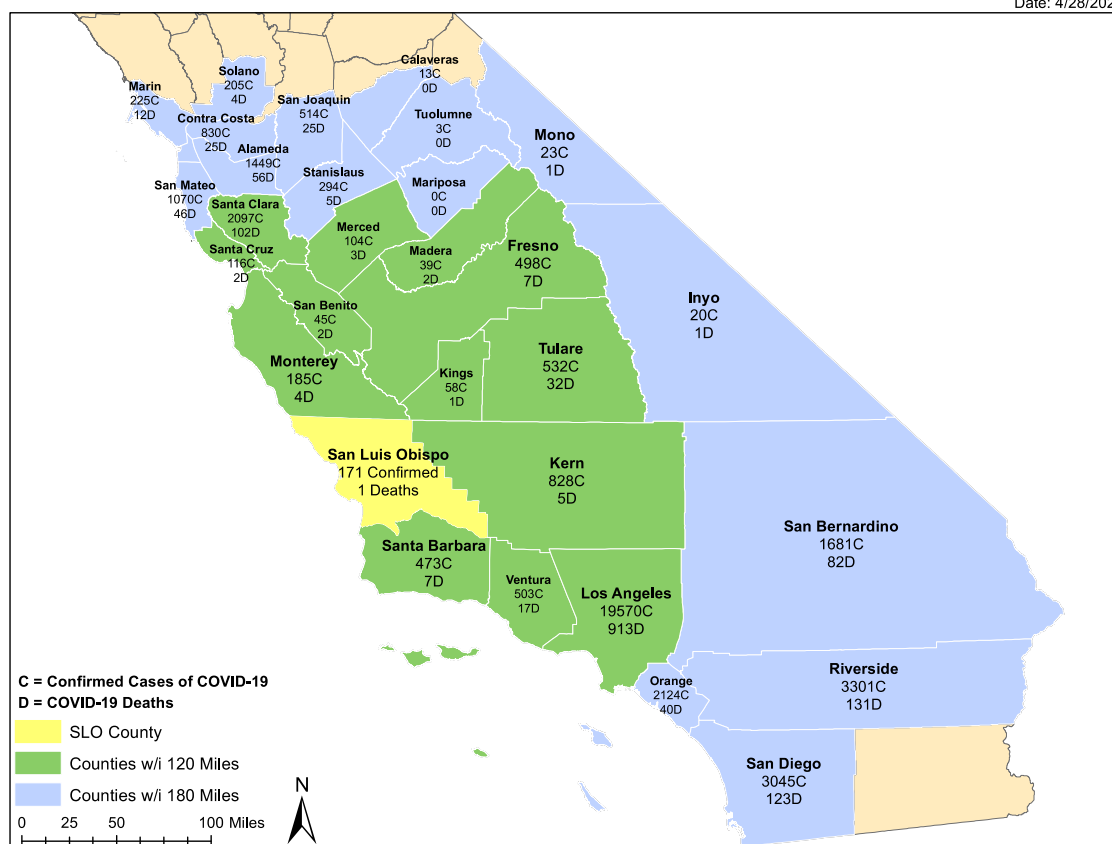 Date: 4/28/202
Calaveras
13C
0D
Solano
205C
4D
Marin
225C
12D
San Joaquin
514C
25D
Contra Costa
830C
25D
Tuolumne
3C
0D
Mono
23C
1D
Alameda
1449C
56D
Stanislaus
294C
5D
Mariposa
0C
0D
San Mateo
1070C
46D
Santa Clara
2097C
102D
Merced
104C
3D
Santa Cruz
116C
2D
Madera
39C
2D
Fresno
498C
7D
Inyo
20C
1D
San Benito
45C
2D
Tulare
532C
32D
Monterey
185C
4D
Kings
58C
1D
San Luis Obispo
171 Confirmed
1 Deaths
Kern
828C
5D
San Bernardino
1681C
82D
Santa Barbara
473C
7D
Ventura
503C
17D
Los Angeles
19570C
913D
Riverside
3301C
131D
Orange
2124C
40D
San Diego
3045C
123D
C = Confirmed Cases of COVID-19
D = COVID-19 Deaths
SLO County
Counties w/i 120 Miles
Counties w/i 180 Miles
N
0 25 50 100 Miles